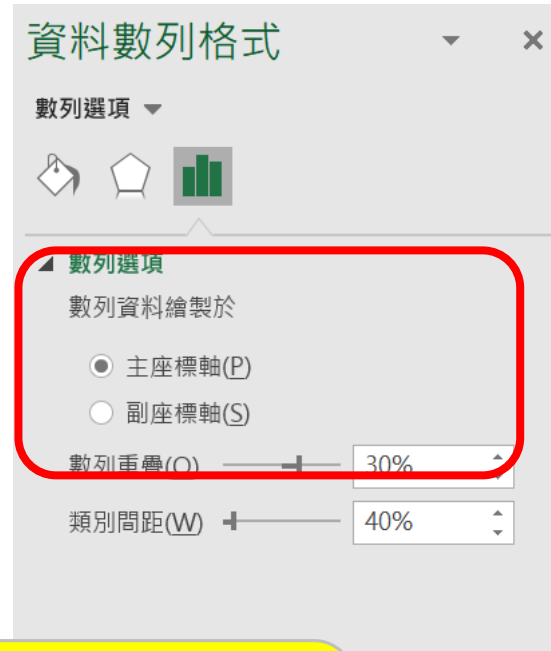 資料數列格式
數列選項
數列選項
數列資料繪製於
主座標軸(P)
副座標軸(S)
數列重疊(O) 30%
類別間距(W) 40%